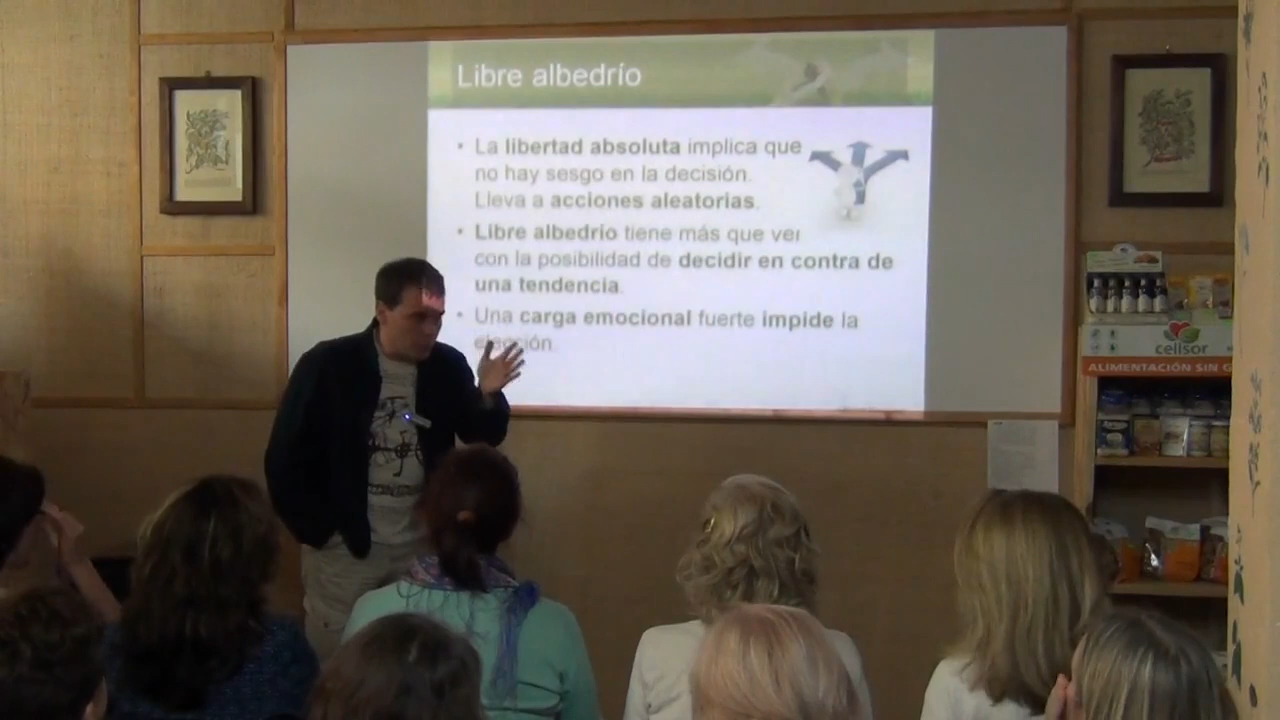 Libre albedrío
• La libertad absoluta implica que
no hay sesgo en la decisión.
Lleva a acciones aleatorias.
• Libre albedrío tiene más que ver
con la posibilidad de decidir en contra de
una tendencia.
• Una carga emocional fuerte impide la
elección.
celisor
ALIMENTACIÓN SIN G